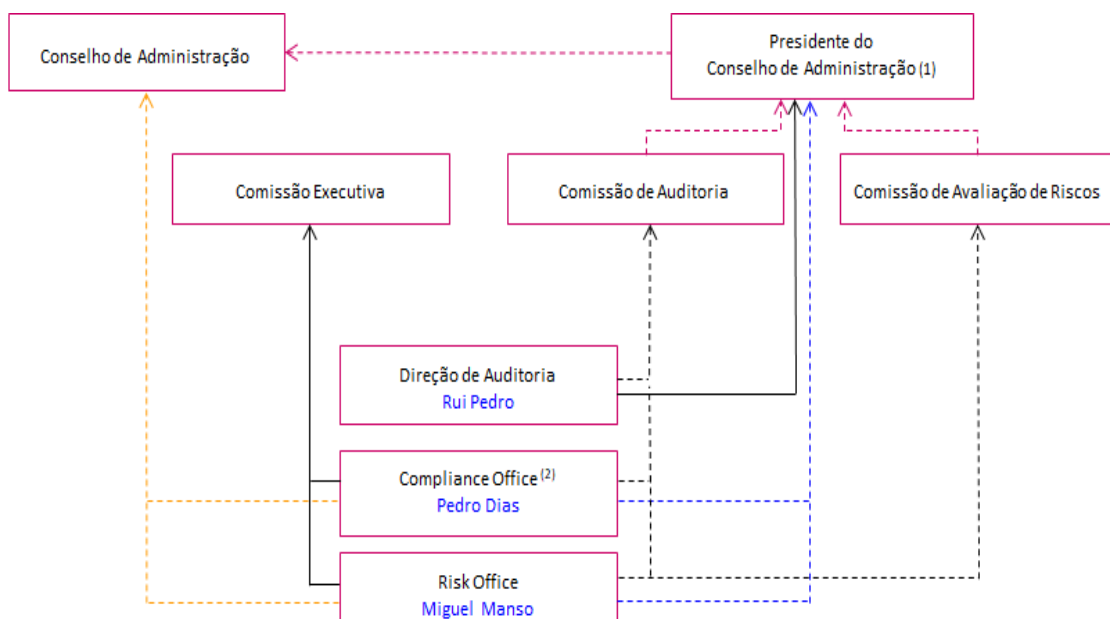 Conselho de Administração
Presidente do
Conselho de Administração (1)
Comissão Executiva
Comissão de Auditoria
Comissão de Avaliação de Riscos
Direção de Auditoria
Rui Pedro
Compliance Office (2)
Pedro Dias
Risk Office
Miguel Manso